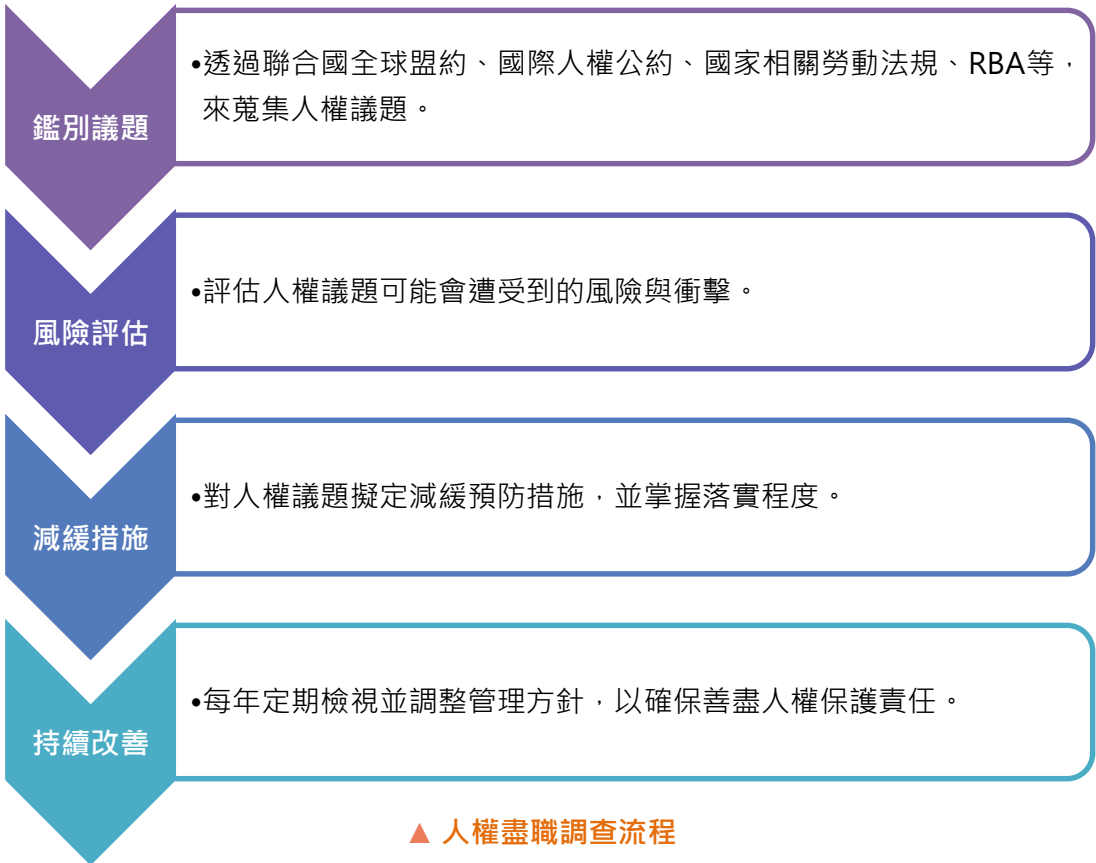 鑑別議題
•透過聯合國全球盟約、國際人權公約、國家相關勞動法規、RBA等，
來蒐集人權議題。
風險評估
•評估人權議題可能會遭受到的風險與衝擊。
減緩措施
•對人權議題擬定減緩預防措施，並掌握落實程度。
持續改善
•每年定期檢視並調整管理方針，以確保善盡人權保護責任。
▲ 人權盡職調查流程